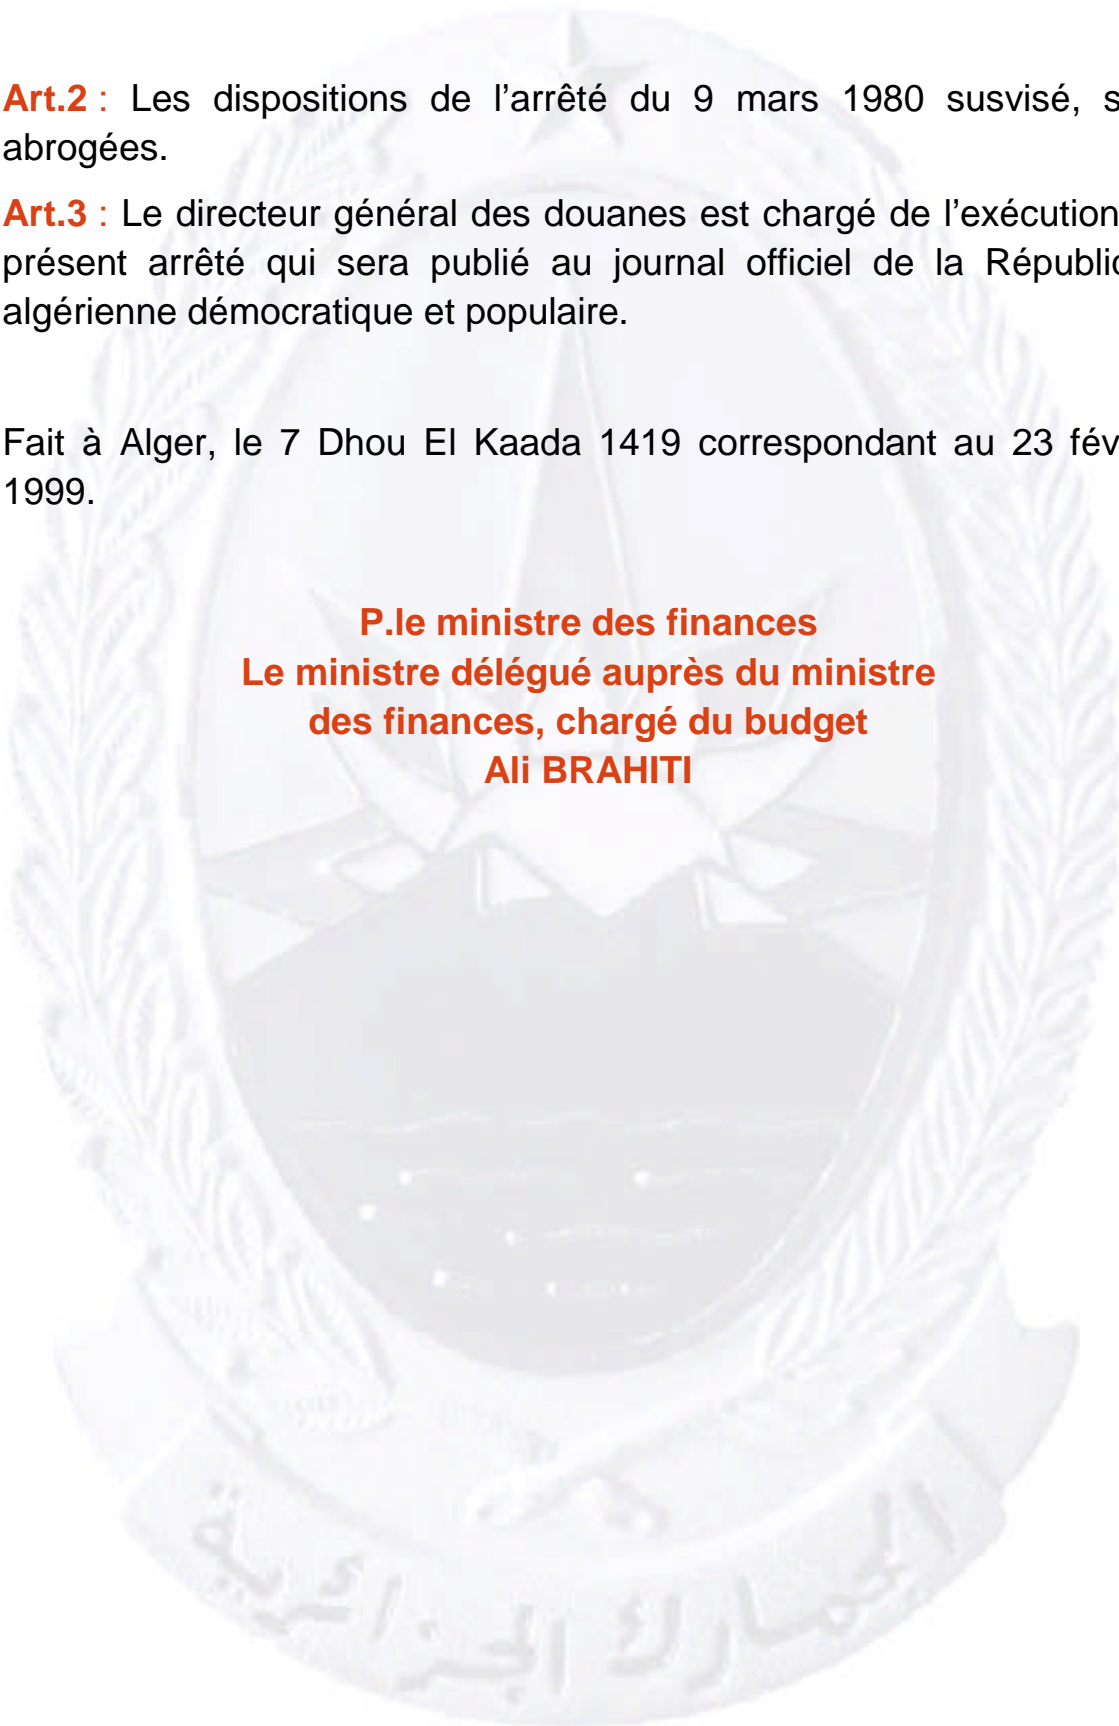 Art.2 : Les dispositions de l’arrêté du 9 mars 1980 susvisé, s
abrogées.
Art.3 : Le directeur général des douanes est chargé de l’exécution
présent arrêté qui sera publié au journal officiel de la Républi
algérienne démocratique et populaire.
Fait à Alger, le 7 Dhou El Kaada 1419 correspondant au 23 fév
1999.
P.le ministre des finances
Le ministre délégué auprès du ministre
des finances, chargé du budget
Ali BRAHITI
الجمارك الجزائرية